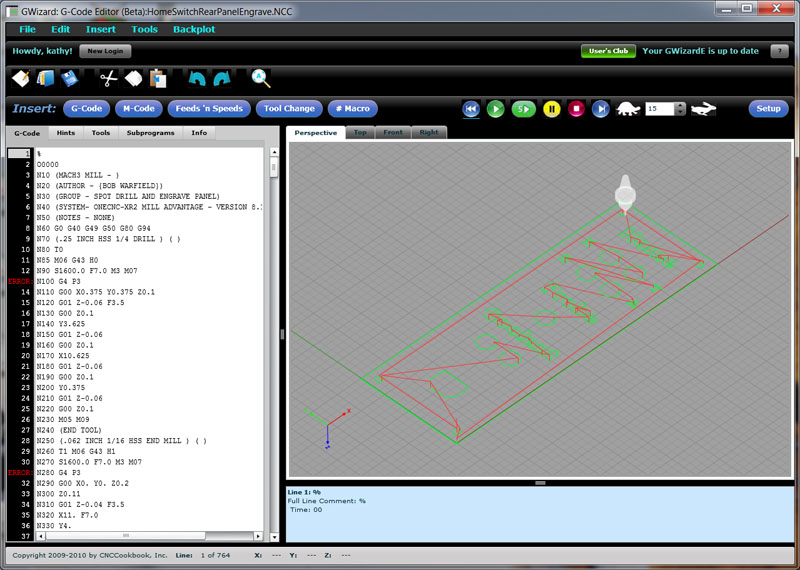 GWizard: G-Code Editor (Beta):HomeSwitchRearPanelEngrave.NCC
File Edit Insert Tools Backplot
Howdy, kathy! New Login User's Club Your GWizardE is up to date ?
Insert: G-Code M-Code Feeds 'n Speeds Tool Change # Macro S 15 Setup
G-Code Hints Tools Subprograms Info Perspective Top Front Right
1 %
2 O0000
3 N10 (MACH3 MILL - )
4 N20 (AUTHOR - {BOB WARFIELD})
5 N30 (GROUP - SPOT DRILL AND ENGRAVE PANEL)
6 N40 (SYSTEM- ONECNC-XR2 MILL ADVANTAGE - VERSION 8.
7 N50 (NOTES - NONE)
8 N60 G0 G40 G49 G50 G80 G94
9 N70 (.25 INCH HSS 1/4 DRILL ) ( )
10 N80 T0
11 N85 M06 G43 H0
12 N90 S1600.0 F7.0 M3 M07
ERROR: N100 G4 P3
14 N110 G00 X0.375 Y0.375 Z0.1
15 N120 G01 Z-0.06 F3.5
16 N130 G00 Z0.1
17 N140 Y3.625
18 N150 G01 Z-0.06
19 N160 G00 Z0.1
20 N170 X10.625
21 N180 G01 Z-0.06
22 N190 G00 Z0.1
23 N200 Y0.375
24 N210 G01 Z-0.06
25 N220 G00 Z0.1
26 N230 M05 M09
27 N240 (END TOOL)
28 N250 (.062 INCH 1/16 HSS END MILL ) ( )
29 N260 T1 M06 G43 H1
30 N270 S1600.0 F7.0 M3 M07
ERROR: N280 G4 P3
32 N290 G00 X0. Y0. Z0.2
33 N300 Z0.11
34 N310 G01 Z-0.04 F3.5
35 N320 X11. F7.0
36 N330 Y4.
37
Line 1: %
Full Line Comment: %
Time: 00
Copyright 2009-2010 by CNCCookbook, Inc. Line: 1 of 764 X: --- Y: --- Z: ---